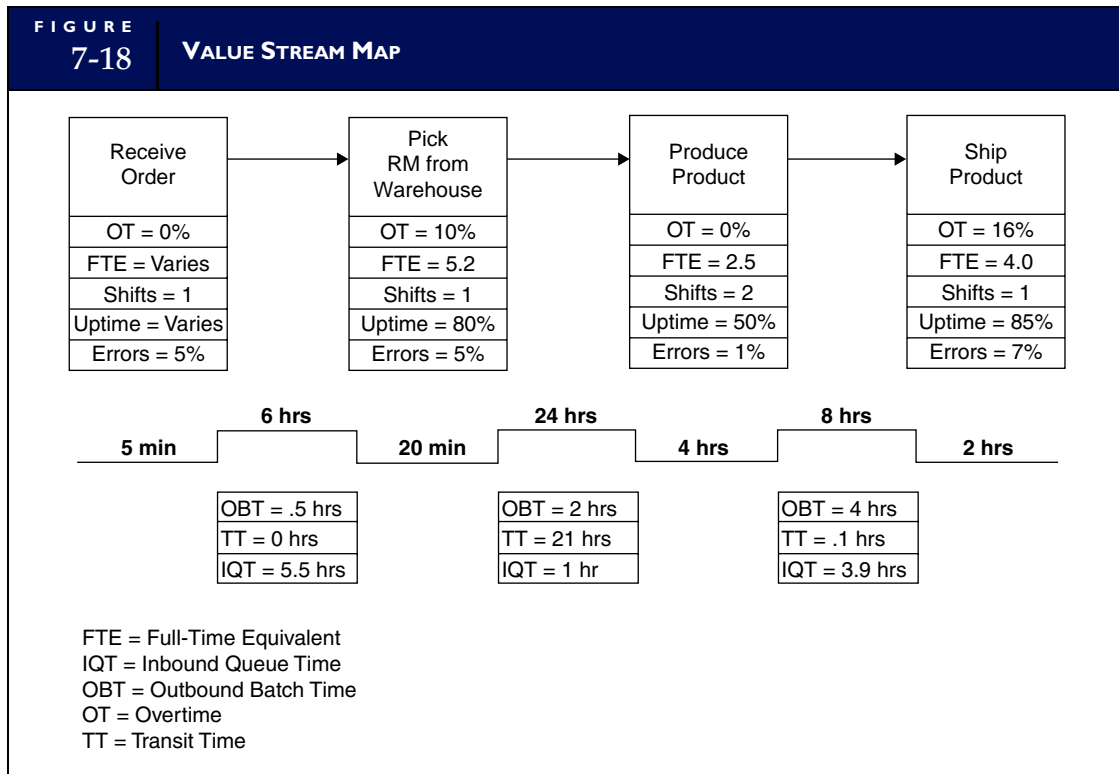 FIGURE
7-18
VALUE STREAM MAP
Receive
Order
OT = 0%
FTE = Varies
Shifts = 1
Uptime = Varies
Errors = 5%
Pick
RM from
Warehouse
OT = 10%
FTE = 5.2
Shifts = 1
Uptime = 80%
Errors = 5%
Produce
Product
OT = 0%
FTE = 2.5
Shifts = 2
Uptime = 50%
Errors = 1%
Ship
Product
OT = 16%
FTE = 4.0
Shifts = 1
Uptime = 85%
Errors = 7%
5 min
6 hrs
20 min
24 hrs
4 hrs
8 hrs
2 hrs
OBT = .5 hrs
TT = 0 hrs
IQT = 5.5 hrs
OBT = 2 hrs
TT = 21 hrs
IQT = 1 hr
OBT = 4 hrs
TT = .1 hrs
IQT = 3.9 hrs
FTE = Full-Time Equivalent
IQT = Inbound Queue Time
OBT = Outbound Batch Time
OT = Overtime
TT = Transit Time